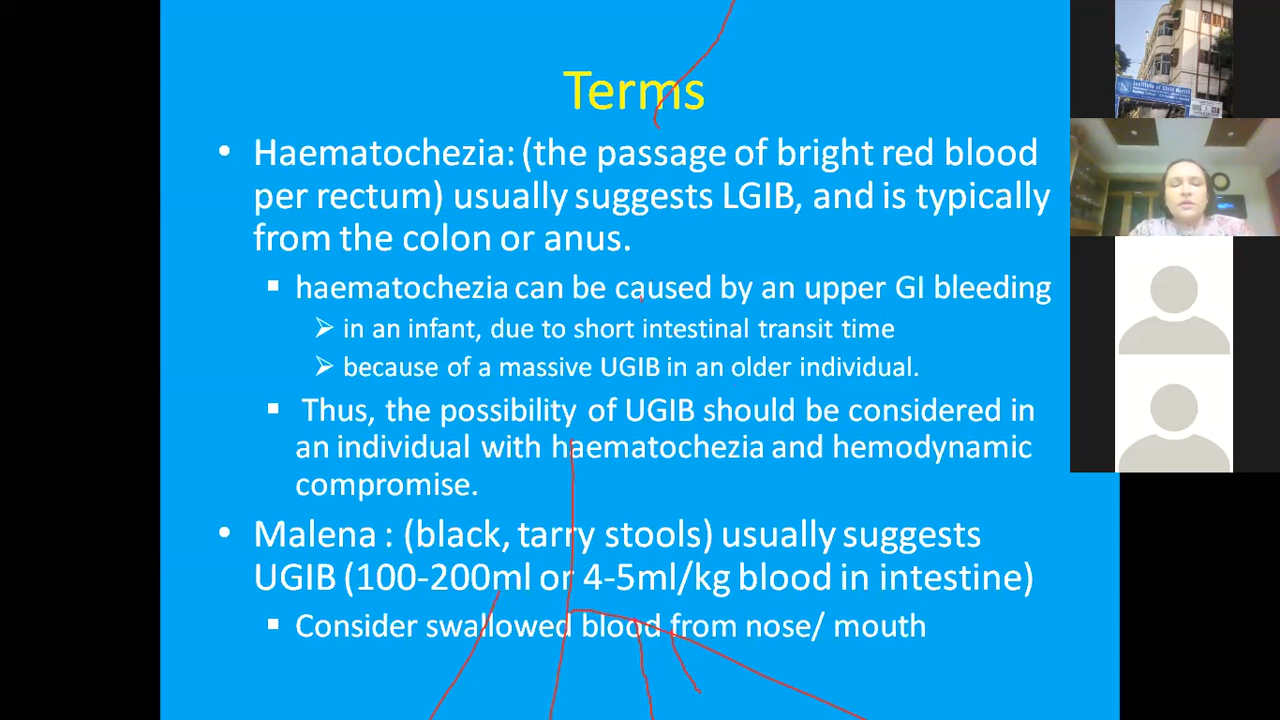 Terms
• Haematochezia: (the passage of bright red blood
per rectum) usually suggests LGIB, and is typically
from the colon or anus.
▪ haematochezia can be caused by an upper GI bleeding
➢ in an infant, due to short intestinal transit time
➢ because of a massive UGIB in an older individual.
▪ Thus, the possibility of UGIB should be considered in
an individual with haematochezia and hemodynamic
compromise.
• Malena : (black, tarry stools) usually suggests
UGIB (100-200ml or 4-5ml/kg blood in intestine)
▪ Consider swallowed blood from nose/ mouth
Institute of Child Health